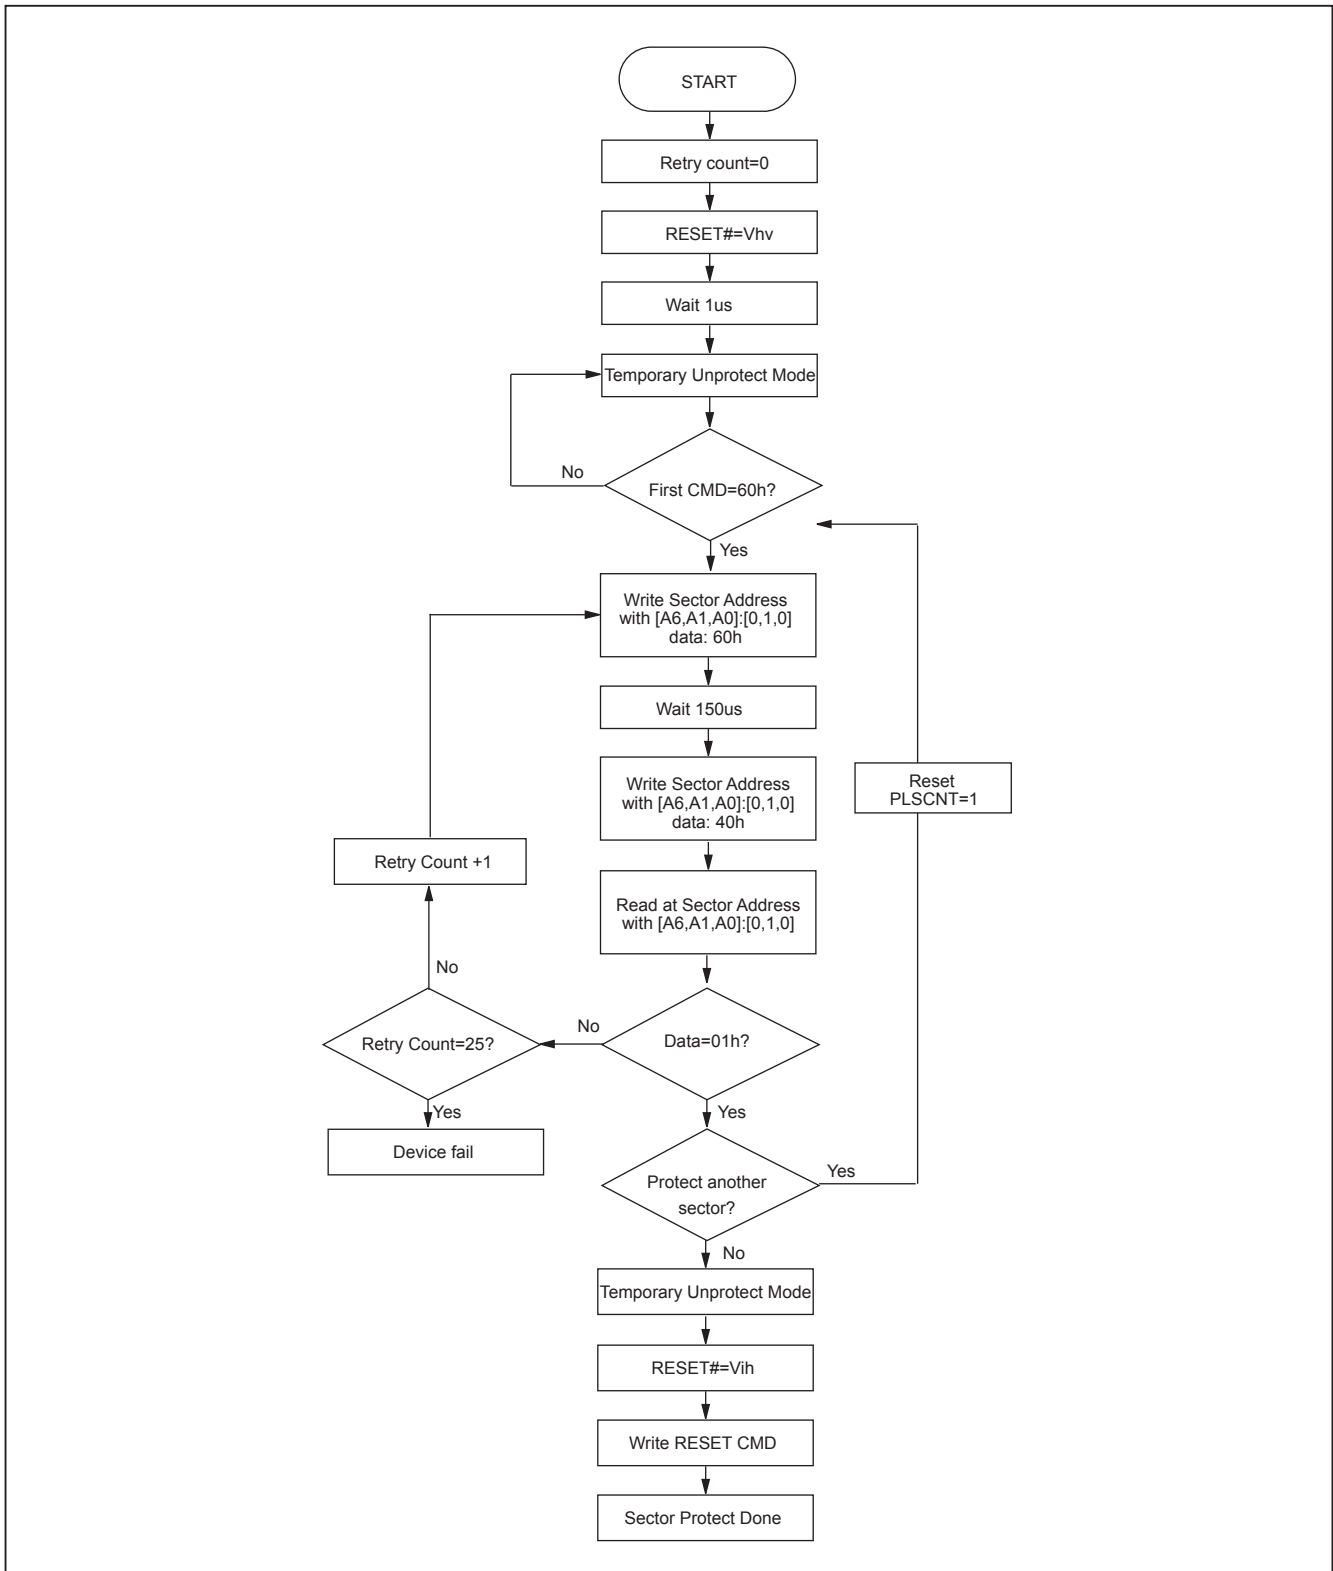 START
Retry count=0
RESET#=Vhv
Wait 1us
Temporary Unprotect Mode
No
First CMD=60h?
Yes
Write Sector Address
with [A6,A1,A0]:[0,1,0]
data: 60h
Wait 150us
Write Sector Address
with [A6,A1,A0]:[0,1,0]
data: 40h
Reset
PLSCNT=1
Retry Count +1
Read at Sector Address
with [A6,A1,A0]:[0,1,0]
No
No
Retry Count=25?
Data=01h?
Yes
Yes
Device fail
Protect another
sector?
Yes
No
Temporary Unprotect Mode
RESET#=Vih
Write RESET CMD
Sector Protect Done